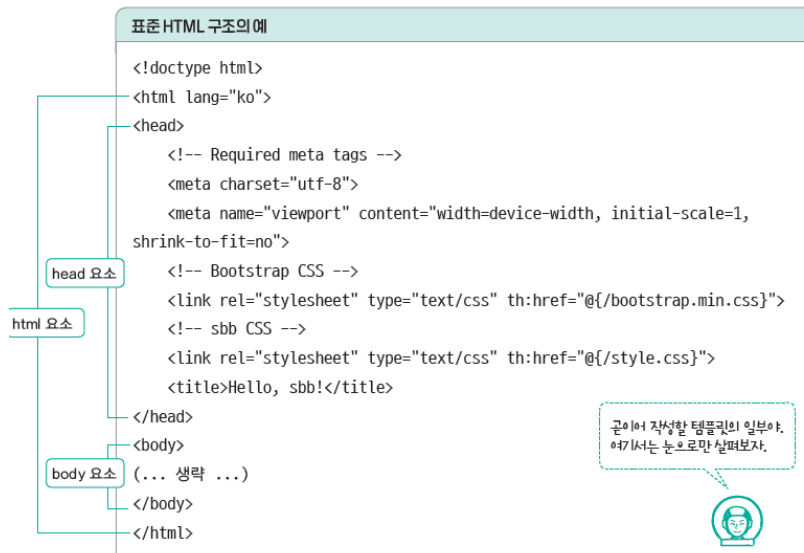 표준 HTML 구조의 예
<!doctype html>
<html lang="ko">
<head>
<!-- Required meta tags -->
<meta charset="utf-8">
<meta name="viewport" content="width=device-width, initial-scale=1,
shrink-to-fit=no">
<!-- Bootstrap CSS -->
<link rel="stylesheet" type="text/css" th:href="@{/bootstrap.min.css}">
<!-- sbb CSS -->
<link rel="stylesheet" type="text/css" th:href="@{/style.css}">
<title>Hello, sbb!</title>
</head>
<body>
(... 생략 ...)
</body>
</html>
head 요소
html 요소
body 요소
곧이어 작성할 템플릿의 일부야.
여기서는 눈으로만 살펴보자.